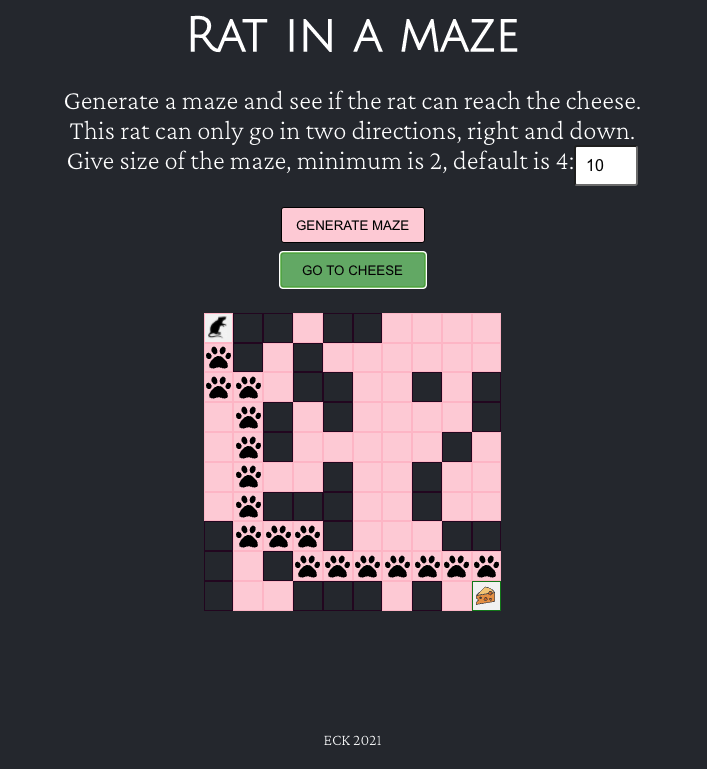 Rat in a maze
Generate a maze and see if the rat can reach the cheese.
This rat can only go in two directions, right and down.
Give size of the maze, minimum is 2, default is 4: 10
GENERATE MAZE
GO TO CHEESE
ECK 2021